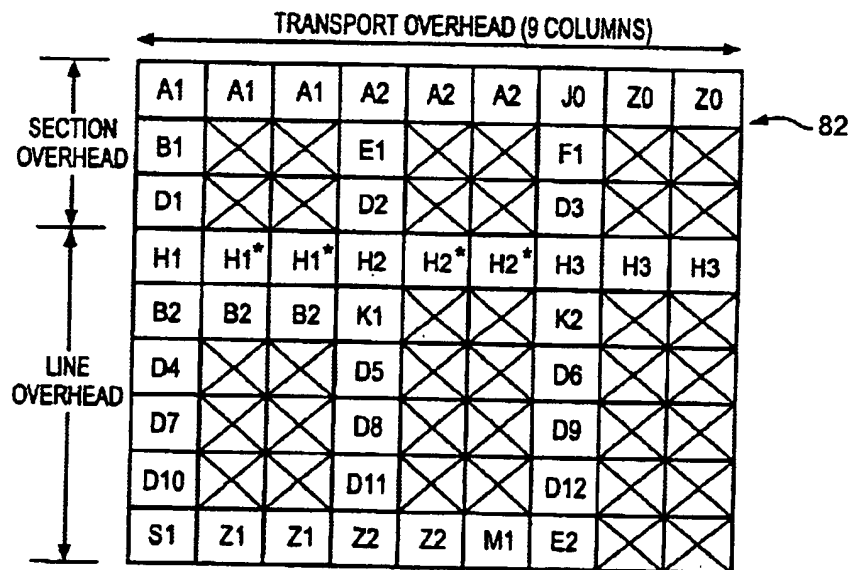 TRANSPORT OVERHEAD (9 COLUMNS)
A1 A1 A1 A2 A2 A2 J0 Z0 Z0
82
SECTION OVERHEAD
B1 E1 F1
D1 D2 D3
H1 H1* H1* H2 H2* H2* H3 H3 H3
B2 B2 B2 K1 K2
LINE OVERHEAD
D4 D5 D6
D7 D8 D9
D10 D11 D12
S1 Z1 Z1 Z2 Z2 M1 E2